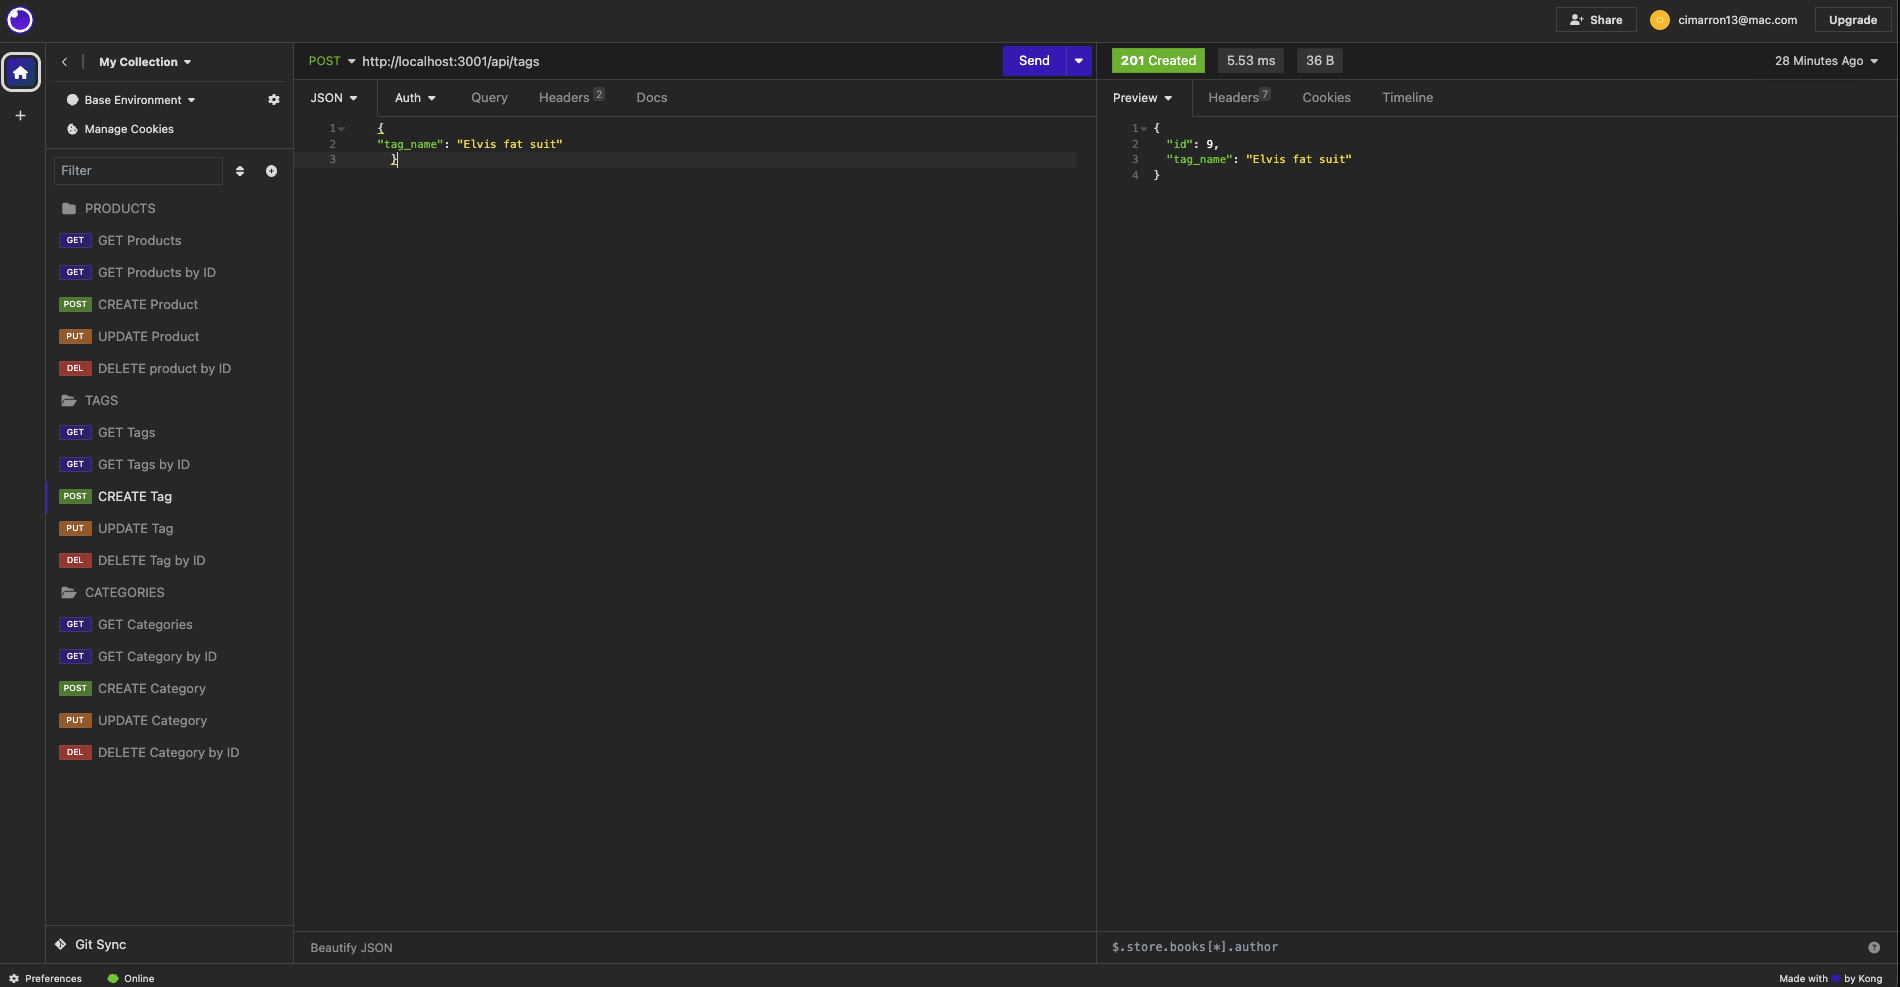 Share
cimarron13@mac.com
Upgrade
My Collection
Base Environment
Manage Cookies
Filter
PRODUCTS
GET GET Products
GET GET Products by ID
POST CREATE Product
PUT UPDATE Product
DEL DELETE product by ID
TAGS
GET GET Tags
GET GET Tags by ID
POST CREATE Tag
PUT UPDATE Tag
DEL DELETE Tag by ID
CATEGORIES
GET GET Categories
GET GET Category by ID
POST CREATE Category
PUT UPDATE Category
DEL DELETE Category by ID
Git Sync
POST http://localhost:3001/api/tags
Send
JSON Auth Query Headers 2 Docs
1 {
2 "tag_name": "Elvis fat suit"
3 }
Beautify JSON
201 Created 5.53 ms 36 B 28 Minutes Ago
Preview Headers 7 Cookies Timeline
1 {
2 "id": 9,
3 "tag_name": "Elvis fat suit"
4 }
$.store.books[*].author
Preferences Online
Made with by Kong